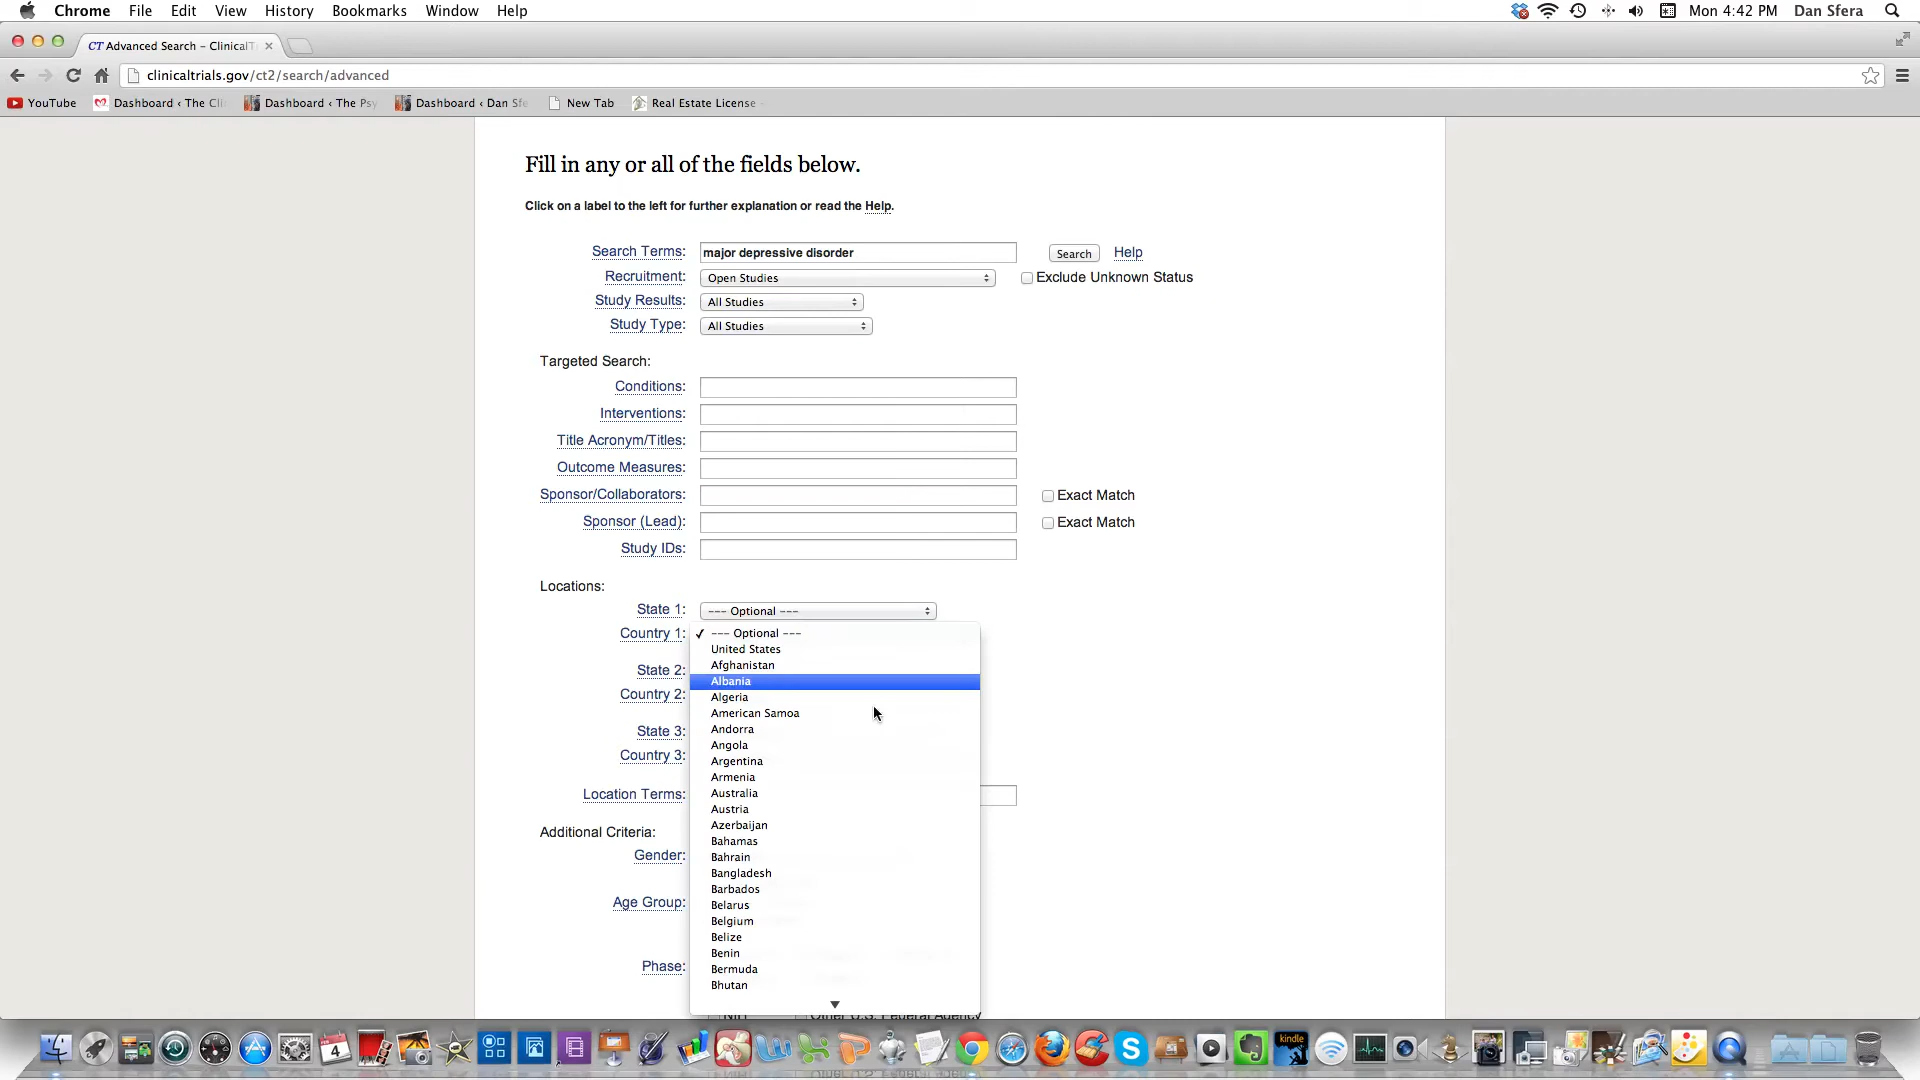 Chrome File Edit View History Bookmarks Window Help Mon 4:42 PM Dan Sfera
CT Advanced Search – ClinicalT
clinicaltrials.gov/ct2/search/advanced
YouTube Dashboard ‹ The Cli Dashboard ‹ The Psy Dashboard ‹ Dan Sfe New Tab Real Estate License -
Fill in any or all of the fields below.
Click on a label to the left for further explanation or read the Help.
Search Terms: major depressive disorder Search Help
Recruitment: Open Studies Exclude Unknown Status
Study Results: All Studies
Study Type: All Studies
Targeted Search:
Conditions:
Interventions:
Title Acronym/Titles:
Outcome Measures:
Sponsor/Collaborators: Exact Match
Sponsor (Lead): Exact Match
Study IDs:
Locations:
State 1: --- Optional ---
Country 1: ✓ --- Optional ---
United States
Afghanistan
State 2:
Albania
Country 2:
Algeria
American Samoa
State 3:
Andorra
Angola
Country 3:
Argentina
Armenia
Location Terms:
Australia
Austria
Azerbaijan
Additional Criteria:
Bahamas
Gender:
Bahrain
Bangladesh
Barbados
Age Group:
Belarus
Belgium
Belize
Benin
Phase:
Bermuda
Bhutan
NIH Other U.S. Federal Agency
FEB
4
kindle